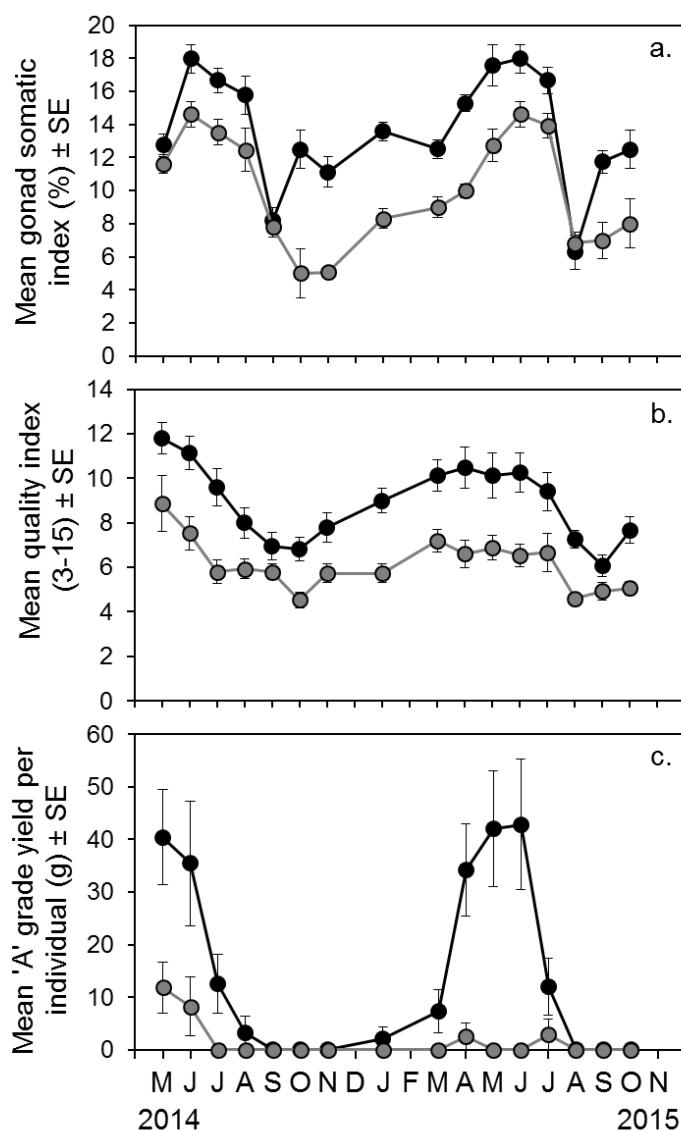 Mean gonad somatic
index (%) ± SE
20
18
16
14
12
10
8
6
4
2
0
a.
Mean quality index
(3-15) ± SE
14
12
10
8
6
4
2
0
b.
Mean 'A' grade yield per
individual (g) ± SE
60
50
40
30
20
10
0
c.
M J J A S O N D J F M A M J J A S O N
2014 2015